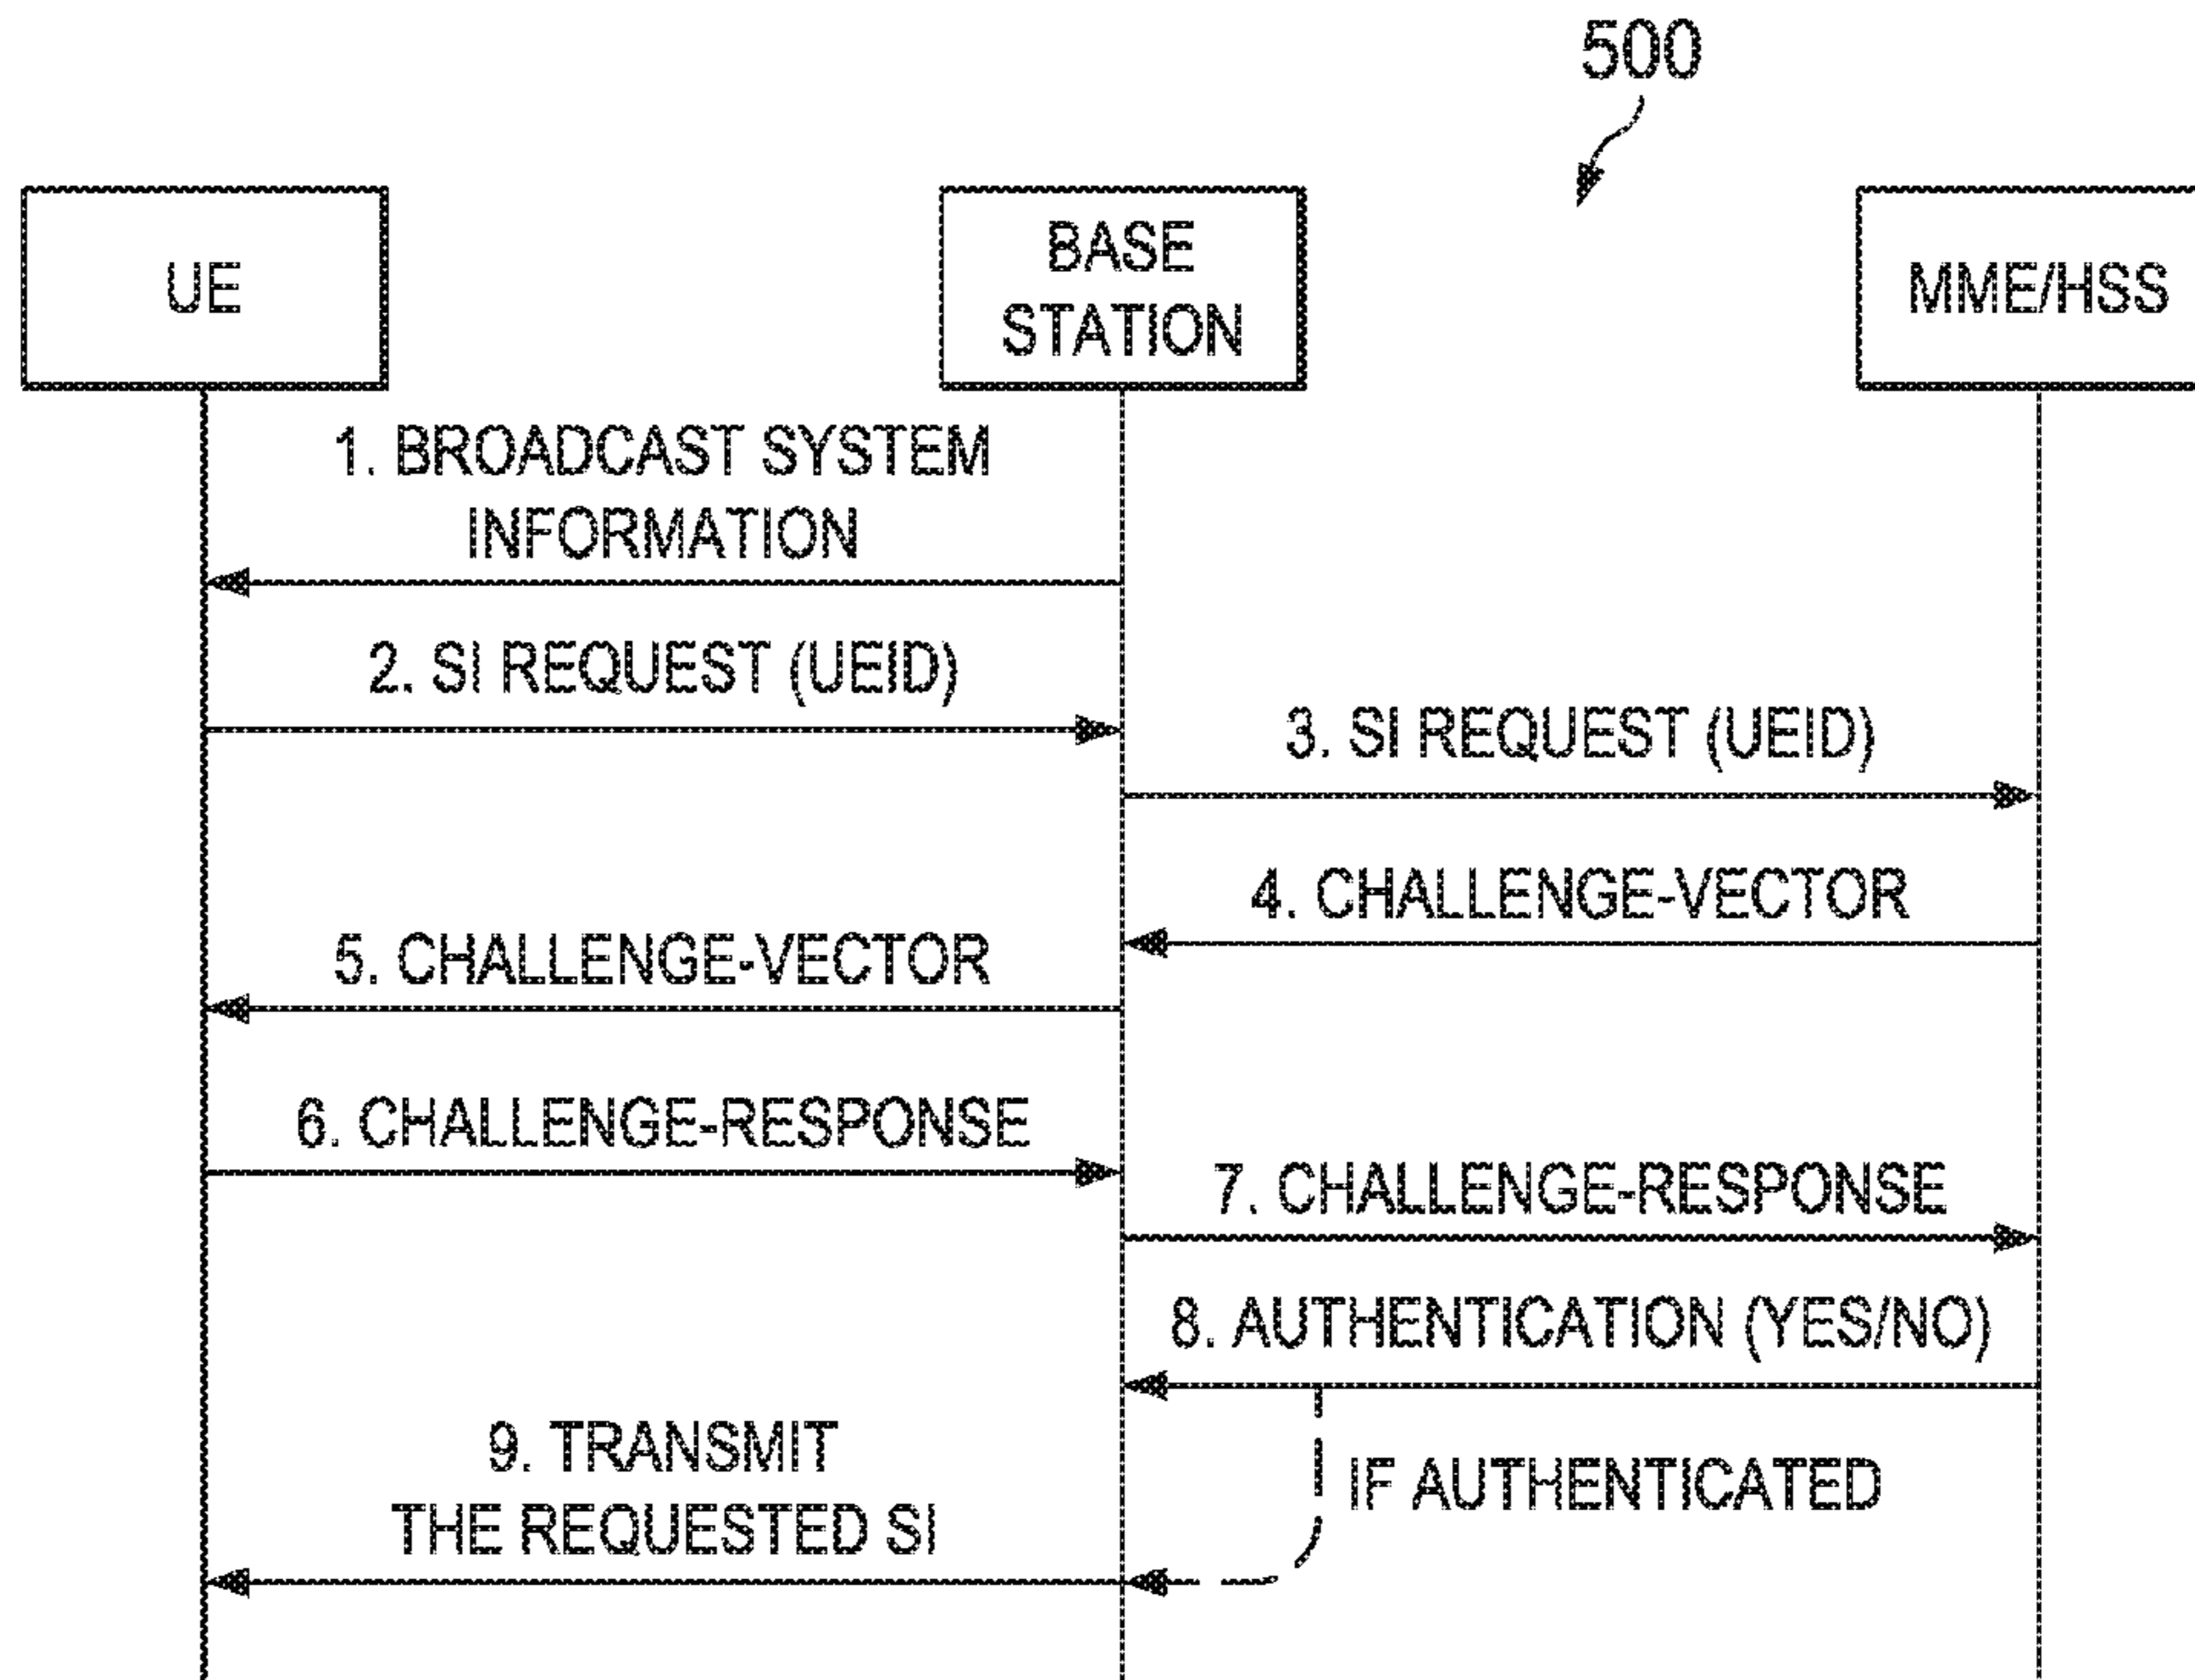 500
UE
BASE
STATION
MME/HSS
1. BROADCAST SYSTEM
INFORMATION
2. SI REQUEST (UEID)
3. SI REQUEST (UEID)
4. CHALLENGE-VECTOR
5. CHALLENGE-VECTOR
6. CHALLENGE-RESPONSE
7. CHALLENGE-RESPONSE
8. AUTHENTICATION (YES/NO)
9. TRANSMIT
THE REQUESTED SI
IF AUTHENTICATED